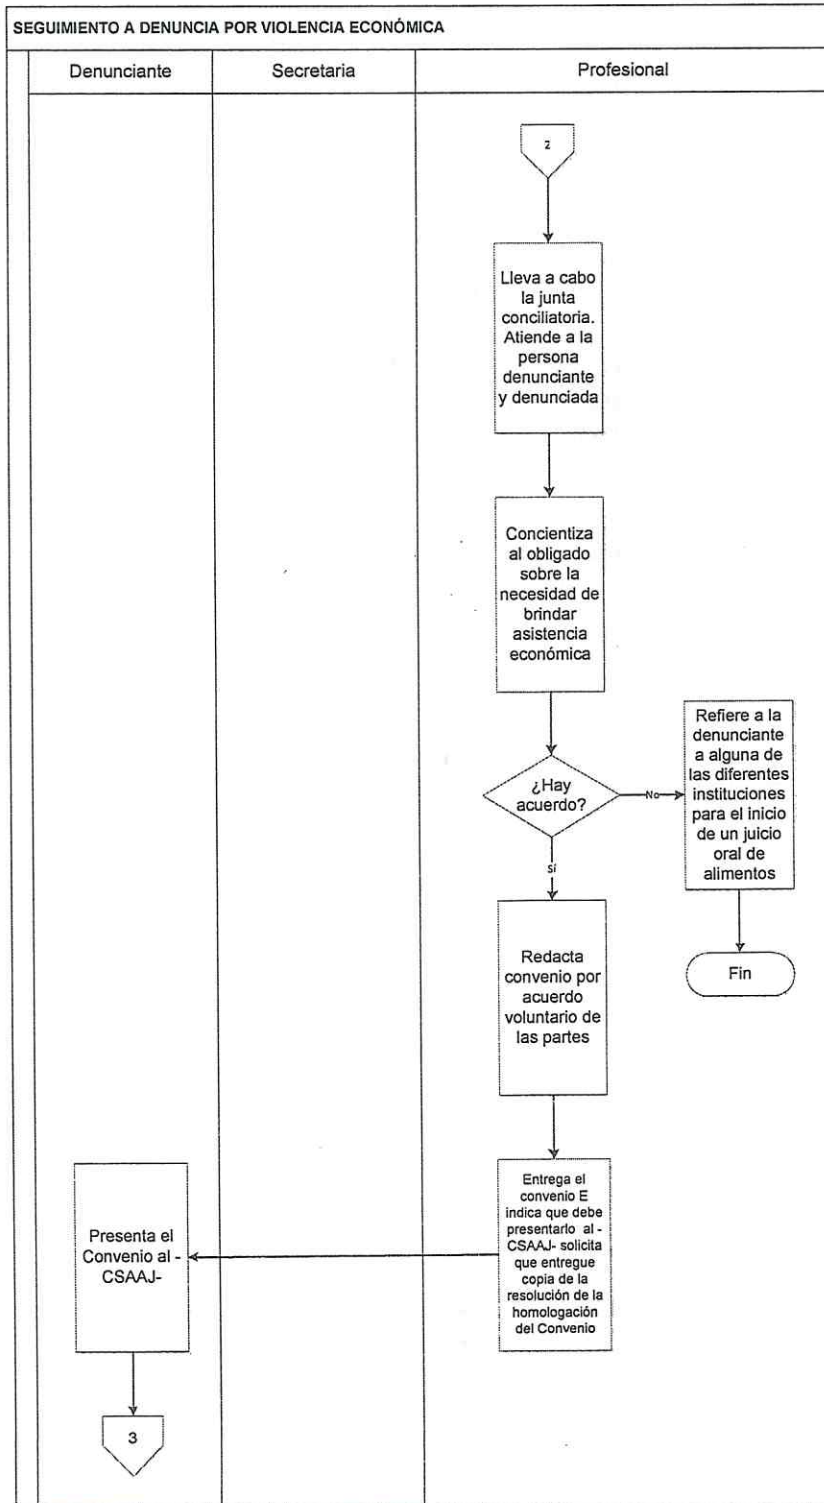 SEGUIMIENTO A DENUNCIA POR VIOLENCIA ECONÓMICA
Denunciante
Secretaria
Profesional
2
Lleva a cabo
la junta
conciliatoria.
Atiende a la
persona
denunciante
y denunciada
Concientiza
al obligado
sobre la
necesidad de
brindar
asistencia
económica
¿Hay
acuerdo?
No
Refiere a la
denunciante
a alguna de
las diferentes
instituciones
para el inicio
de un juicio
oral de
alimentos
Fin
sí
Redacta
convenio por
acuerdo
voluntario de
las partes
Entrega el
convenio E
indica que debe
presentarlo al -
CSAAJ- solicita
que entregue
copia de la
resolución de la
homologación
del Convenio
Presenta el
Convenio al -
CSAAJ-
3